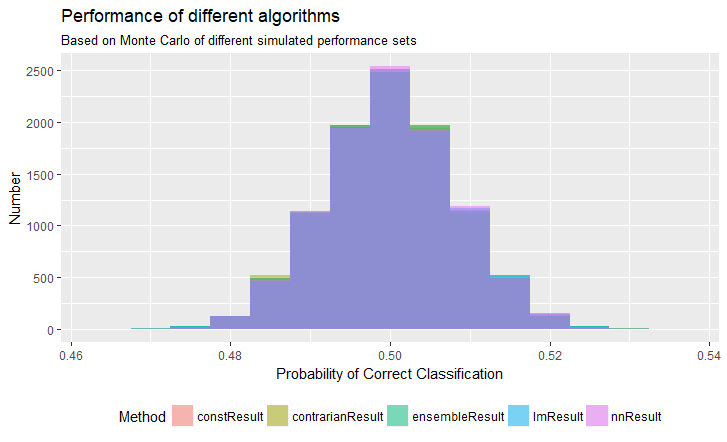 Performance of different algorithms
Based on Monte Carlo of different simulated performance sets
Number
2500
2000
1500
1000
500
0
0.46 0.48 0.50 0.52 0.54
Probability of Correct Classification
Method constResult contrarianResult ensembleResult lmResult nnResult